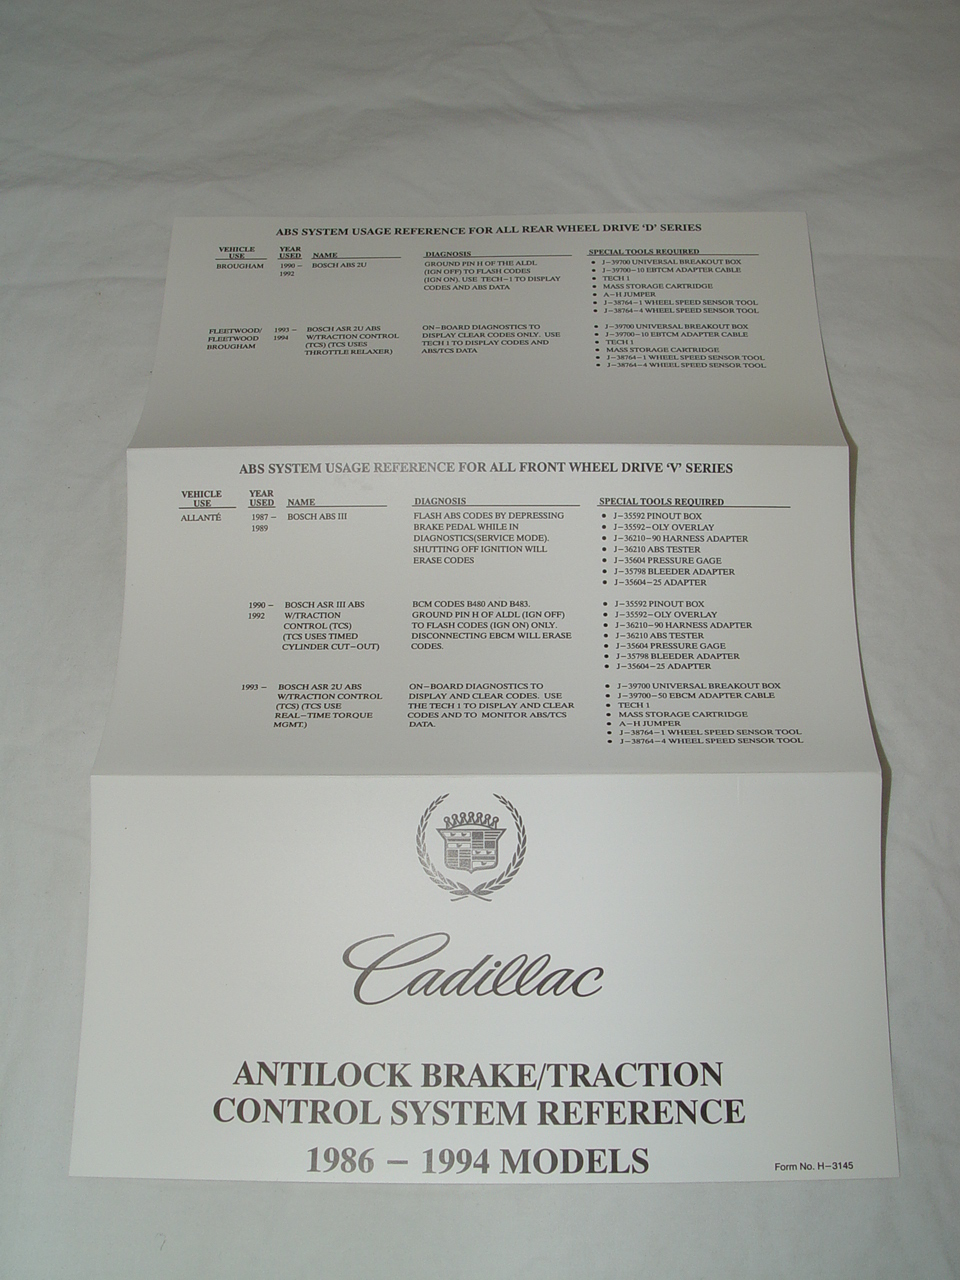 ABS SYSTEM USAGE REFERENCE FOR ALL REAR WHEEL DRIVE 'D' SERIES
VEHICLE USE YEAR USED NAME DIAGNOSIS SPECIAL TOOLS REQUIRED
BROUGHAM
1990 –
1992
BOSCH ABS 2U
GROUND PIN H OF THE ALDL
(IGN OFF) TO FLASH CODES
(IGN ON). USE TECH–1 TO DISPLAY
CODES AND ABS DATA
• J–39700 UNIVERSAL BREAKOUT BOX
• J–39700–10 EBTCM ADAPTER CABLE
• TECH 1
• MASS STORAGE CARTRIDGE
• A–H JUMPER
• J–38764–1 WHEEL SPEED SENSOR TOOL
• J–38764–4 WHEEL SPEED SENSOR TOOL
FLEETWOOD/
FLEETWOOD
BROUGHAM
1993 –
1994
BOSCH ASR 2U ABS
W/TRACTION CONTROL
(TCS) (TCS USES
THROTTLE RELAXER)
ON–BOARD DIAGNOSTICS TO
DISPLAY CLEAR CODES ONLY. USE
TECH 1 TO DISPLAY CODES AND
ABS/TCS DATA
• J–39700 UNIVERSAL BREAKOUT BOX
• J–39700–10 EBTCM ADAPTER CABLE
• TECH 1
• MASS STORAGE CARTRIDGE
• J–38764–1 WHEEL SPEED SENSOR TOOL
• J–38764–4 WHEEL SPEED SENSOR TOOL
ABS SYSTEM USAGE REFERENCE FOR ALL FRONT WHEEL DRIVE 'V' SERIES
VEHICLE USE YEAR USED NAME DIAGNOSIS SPECIAL TOOLS REQUIRED
ALLANTÉ
1987 –
1989
BOSCH ABS III
FLASH ABS CODES BY DEPRESSING
BRAKE PEDAL WHILE IN
DIAGNOSTICS(SERVICE MODE).
SHUTTING OFF IGNITION WILL
ERASE CODES
• J–35592 PINOUT BOX
• J–35592–OLY OVERLAY
• J–36210–90 HARNESS ADAPTER
• J–36210 ABS TESTER
• J–35604 PRESSURE GAGE
• J–35798 BLEEDER ADAPTER
• J–35604–25 ADAPTER
1990 –
1992
BOSCH ASR III ABS
W/TRACTION
CONTROL (TCS)
(TCS USES TIMED
CYLINDER CUT–OUT)
BCM CODES B480 AND B483.
GROUND PIN H OF ALDL (IGN OFF)
TO FLASH CODES (IGN ON) ONLY.
DISCONNECTING EBCM WILL ERASE
CODES.
• J–35592 PINOUT BOX
• J–35592–OLY OVERLAY
• J–36210–90 HARNESS ADAPTER
• J–36210 ABS TESTER
• J–35604 PRESSURE GAGE
• J–35798 BLEEDER ADAPTER
• J–35604–25 ADAPTER
1993 –
BOSCH ASR 2U ABS
W/TRACTION CONTROL
(TCS) (TCS USE
REAL–TIME TORQUE
MGMT.)
ON–BOARD DIAGNOSTICS TO
DISPLAY AND CLEAR CODES. USE
THE TECH 1 TO DISPLAY AND CLEAR
CODES AND TO MONITOR ABS/TCS
DATA.
• J–39700 UNIVERSAL BREAKOUT BOX
• J–39700–50 EBCM ADAPTER CABLE
• TECH 1
• MASS STORAGE CARTRIDGE
• A–H JUMPER
• J–38764–1 WHEEL SPEED SENSOR TOOL
• J–38764–4 WHEEL SPEED SENSOR TOOL
Cadillac
ANTILOCK BRAKE/TRACTION
CONTROL SYSTEM REFERENCE
1986 – 1994 MODELS
Form No. H–3145